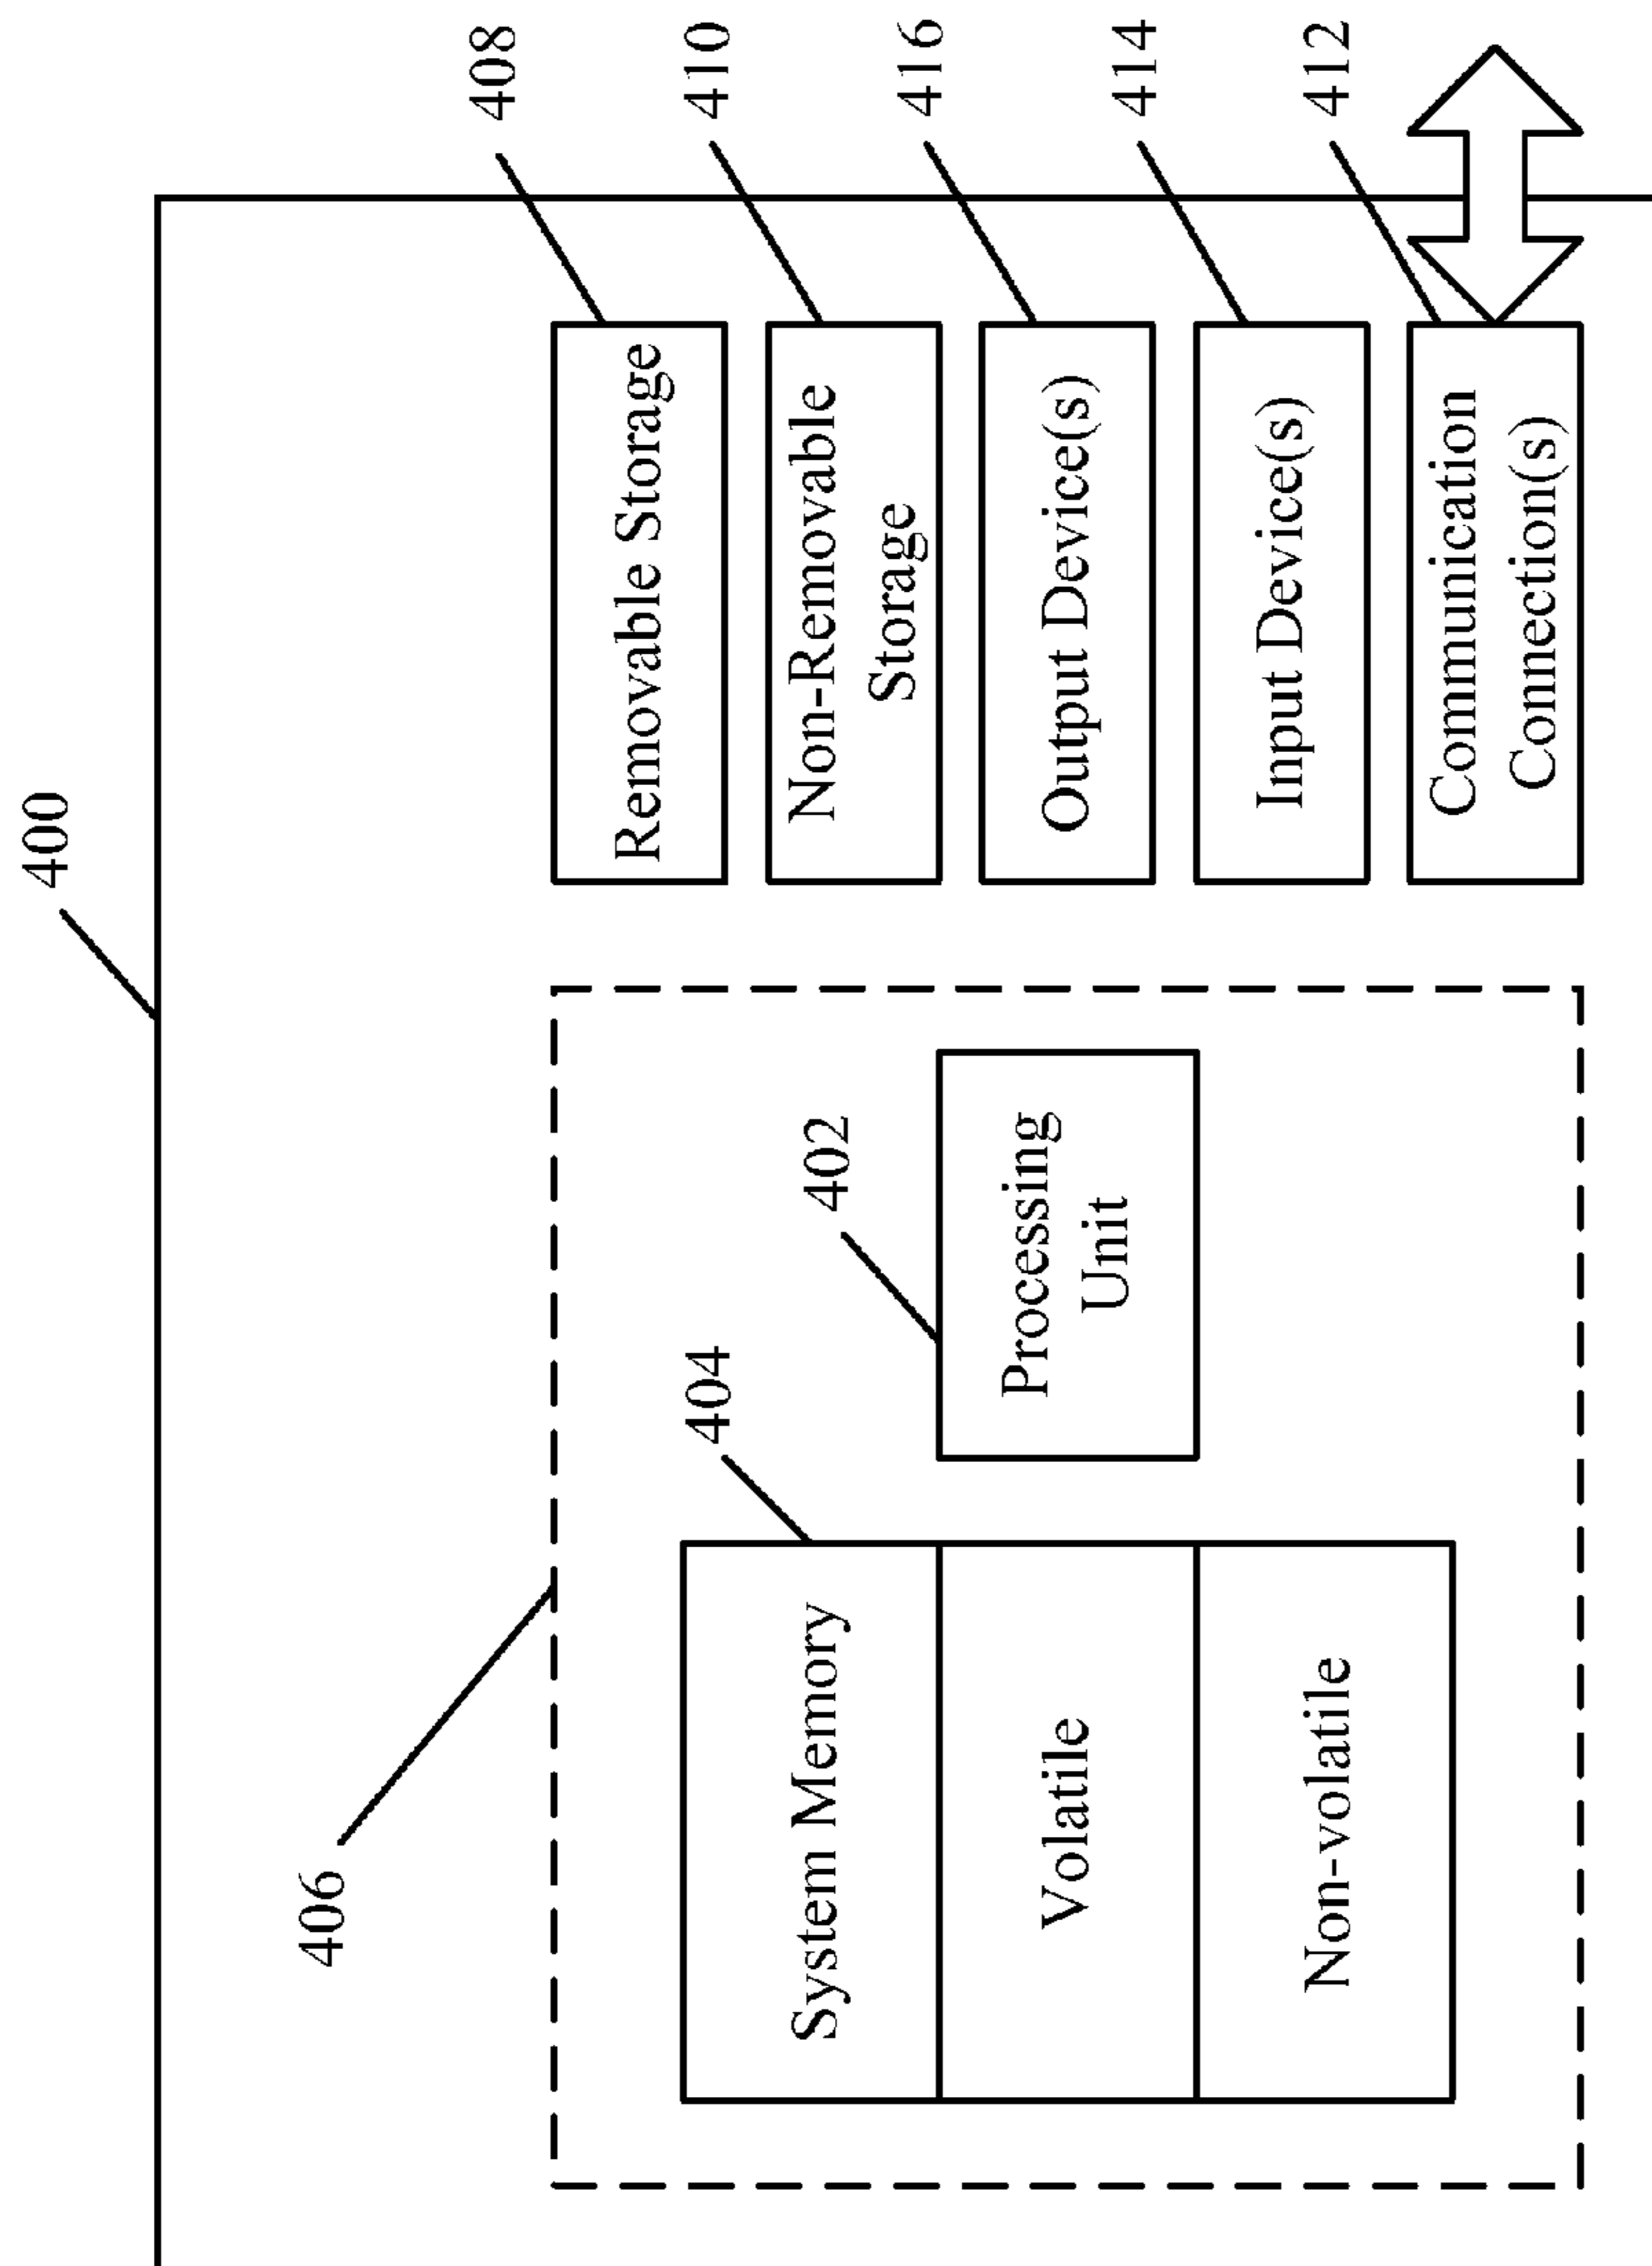 400
406
404
402
System Memory
Volatile
Non-volatile
Processing
Unit
Removable Storage
408
Non-Removable
Storage
410
Output Device(s)
416
Input Device(s)
414
Communication
Connection(s)
412